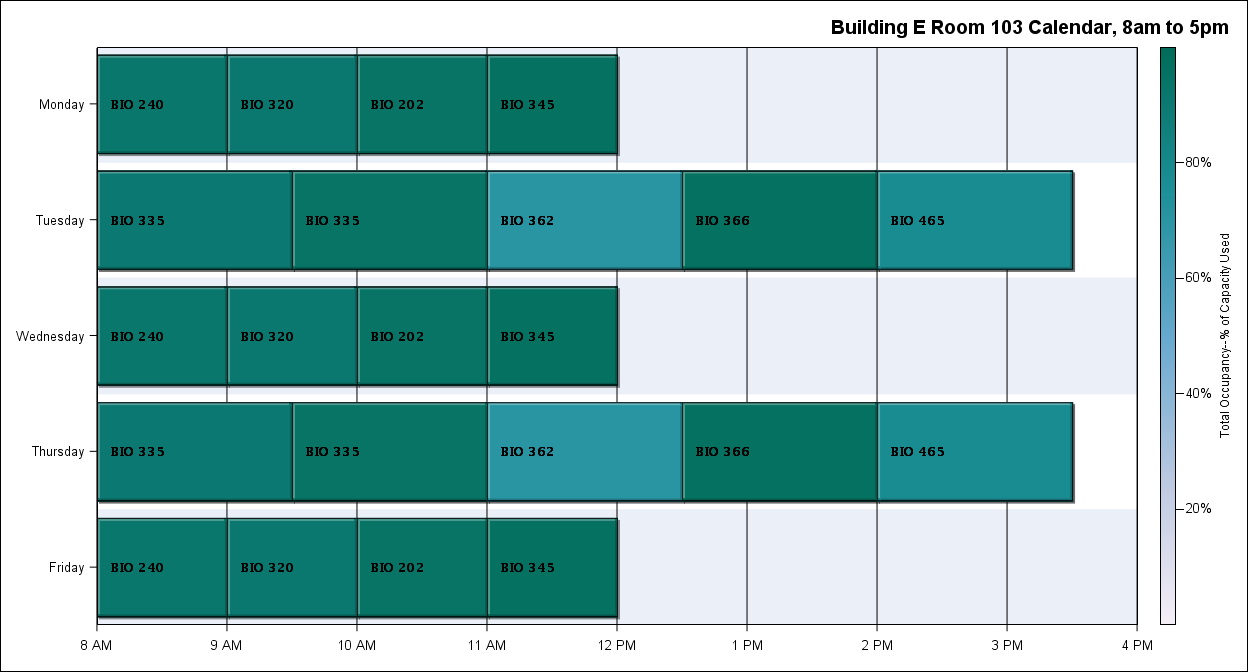 Building E Room 103 Calendar, 8am to 5pm
Monday
BIO 240
BIO 320
BIO 202
BIO 345
Tuesday
BIO 335
BIO 335
BIO 362
BIO 366
BIO 465
Wednesday
BIO 240
BIO 320
BIO 202
BIO 345
Thursday
BIO 335
BIO 335
BIO 362
BIO 366
BIO 465
Friday
BIO 240
BIO 320
BIO 202
BIO 345
8 AM
9 AM
10 AM
11 AM
12 PM
1 PM
2 PM
3 PM
4 PM
80%
60%
40%
20%
Total Occupancy--% of Capacity Used